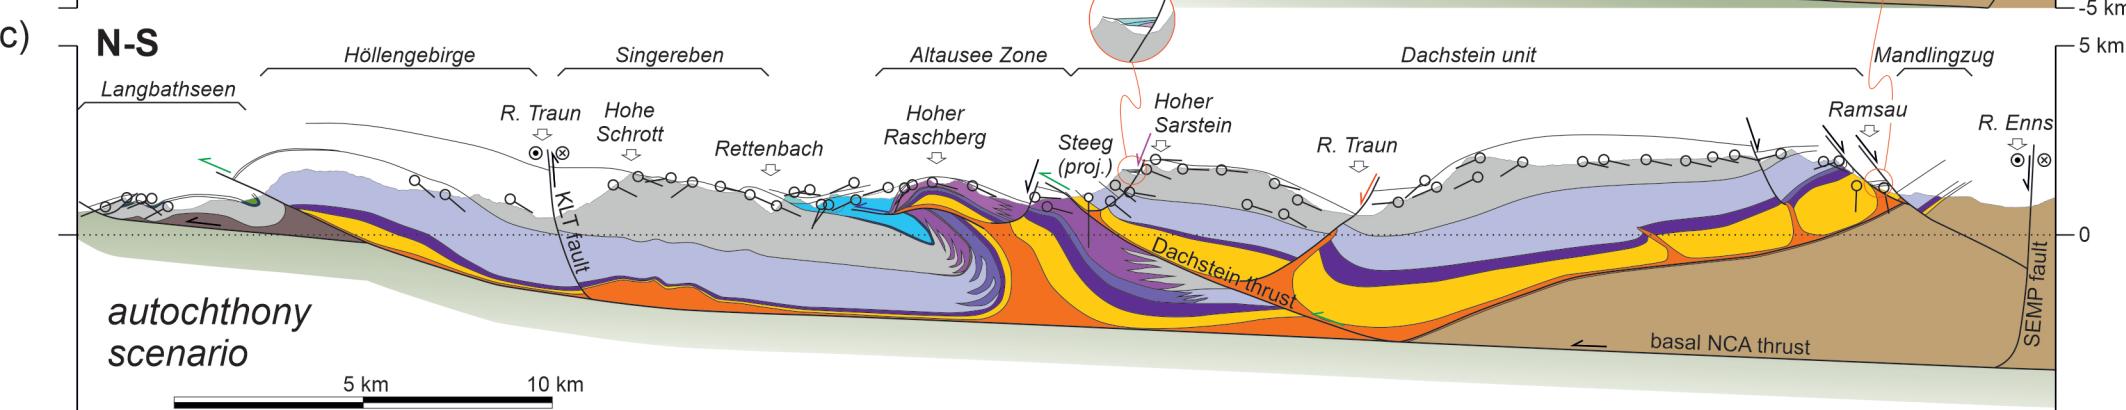 -5 km
c)
N-S
5 km
Höllengebirge
Singereben
Altausee Zone
Dachstein unit
Mandlingzug
Langbathseen
R. Traun
Hohe
Schrott
Rettenbach
Hoher
Raschberg
Steeg
(proj.)
Hoher
Sarstein
R. Traun
Ramsau
R. Enns
KLT fault
Dachstein thrust
0
SEMP fault
basal NCA thrust
autochthony
scenario
5 km
10 km